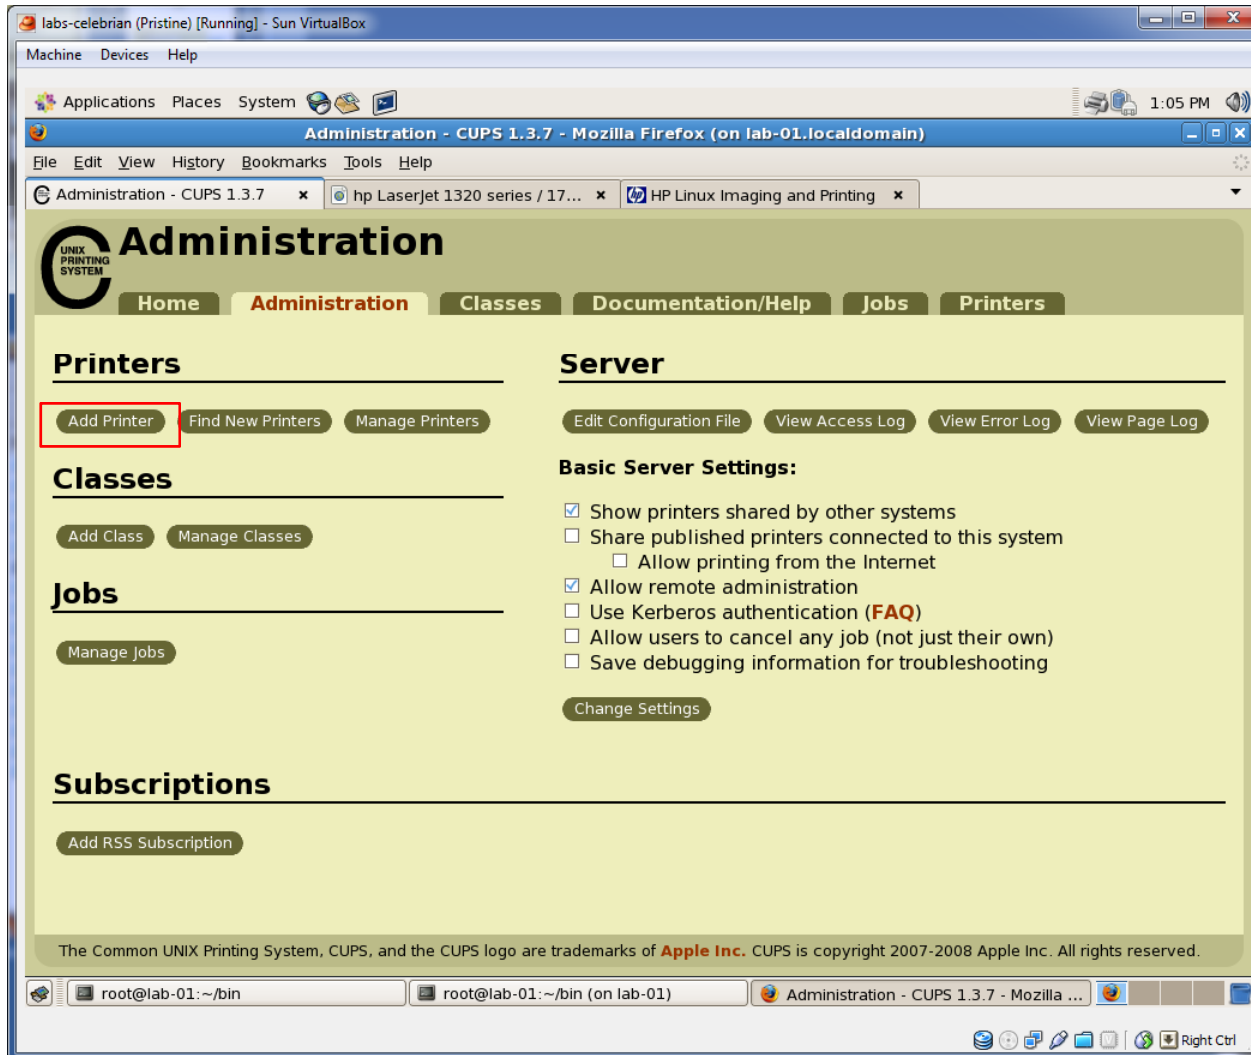 labs-celebrian (Pristine) [Running] - Sun VirtualBox
Machine Devices Help
Applications Places System 1:05 PM
Administration - CUPS 1.3.7 - Mozilla Firefox (on lab-01.localdomain)
File Edit View History Bookmarks Tools Help
Administration - CUPS 1.3.7 hp LaserJet 1320 series / 17... HP Linux Imaging and Printing
UNIX
PRINTING
SYSTEM
Administration
Home Administration Classes Documentation/Help Jobs Printers
Printers
Add Printer Find New Printers Manage Printers
Classes
Add Class Manage Classes
Jobs
Manage Jobs
Server
Edit Configuration File View Access Log View Error Log View Page Log
Basic Server Settings:
Show printers shared by other systems
Share published printers connected to this system
Allow printing from the Internet
Allow remote administration
Use Kerberos authentication (FAQ)
Allow users to cancel any job (not just their own)
Save debugging information for troubleshooting
Change Settings
Subscriptions
Add RSS Subscription
The Common UNIX Printing System, CUPS, and the CUPS logo are trademarks of Apple Inc. CUPS is copyright 2007-2008 Apple Inc. All rights reserved.
root@lab-01:~/bin root@lab-01:~/bin (on lab-01) Administration - CUPS 1.3.7 - Mozilla ...
Right Ctrl